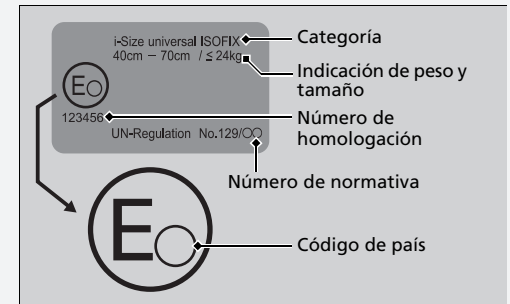 i-Size universal ISOFIX
40cm – 70cm / ≤ 24kg
E○
123456
UN-Regulation No.129/○○
Categoría
Indicación de peso y
tamaño
Número de
homologación
Número de normativa
E○
Código de país